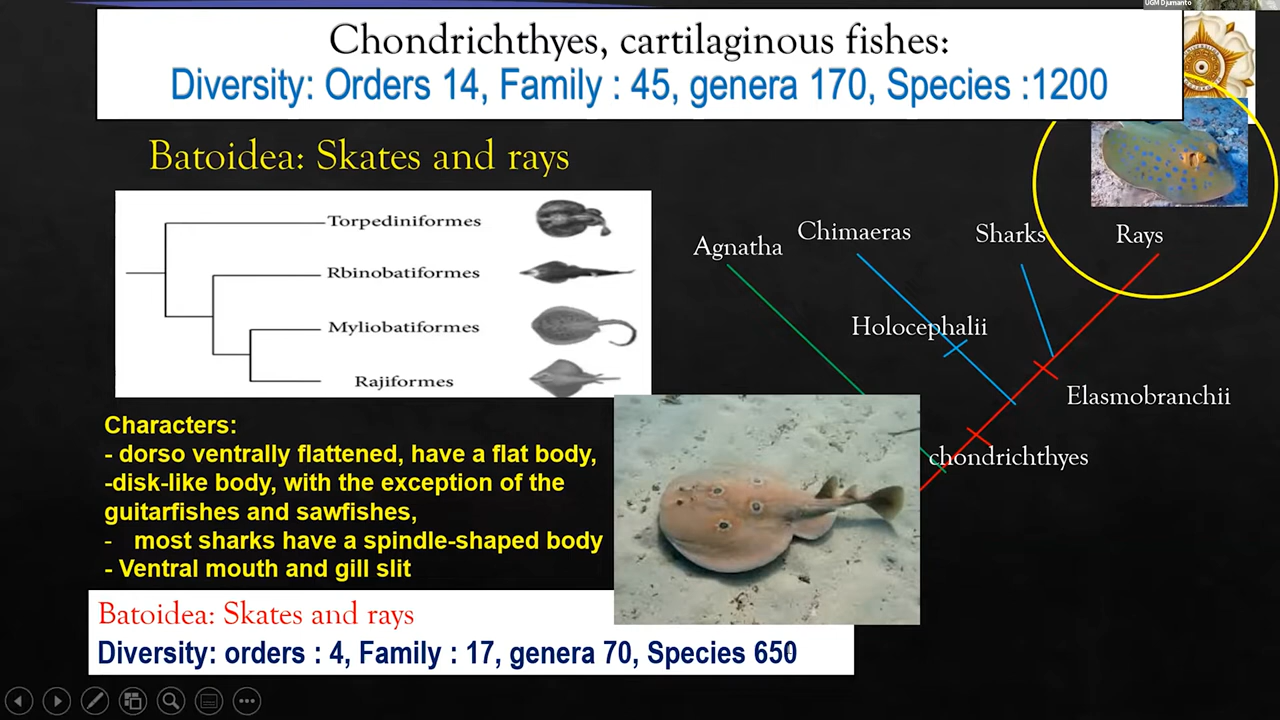 UGM Djumanto
Chondrichthyes, cartilaginous fishes:
Diversity: Orders 14, Family : 45, genera 170, Species :1200
Batoidea: Skates and rays
Torpediniformes
Rbinobatiformes
Myliobatiformes
Rajiformes
Agnatha
Chimaeras
Sharks
Rays
Holocephalii
Elasmobranchii
chondrichthyes
Characters:
- dorso ventrally flattened, have a flat body,
-disk-like body, with the exception of the
guitarfishes and sawfishes,
- most sharks have a spindle-shaped body
- Ventral mouth and gill slit
Batoidea: Skates and rays
Diversity: orders : 4, Family : 17, genera 70, Species 650